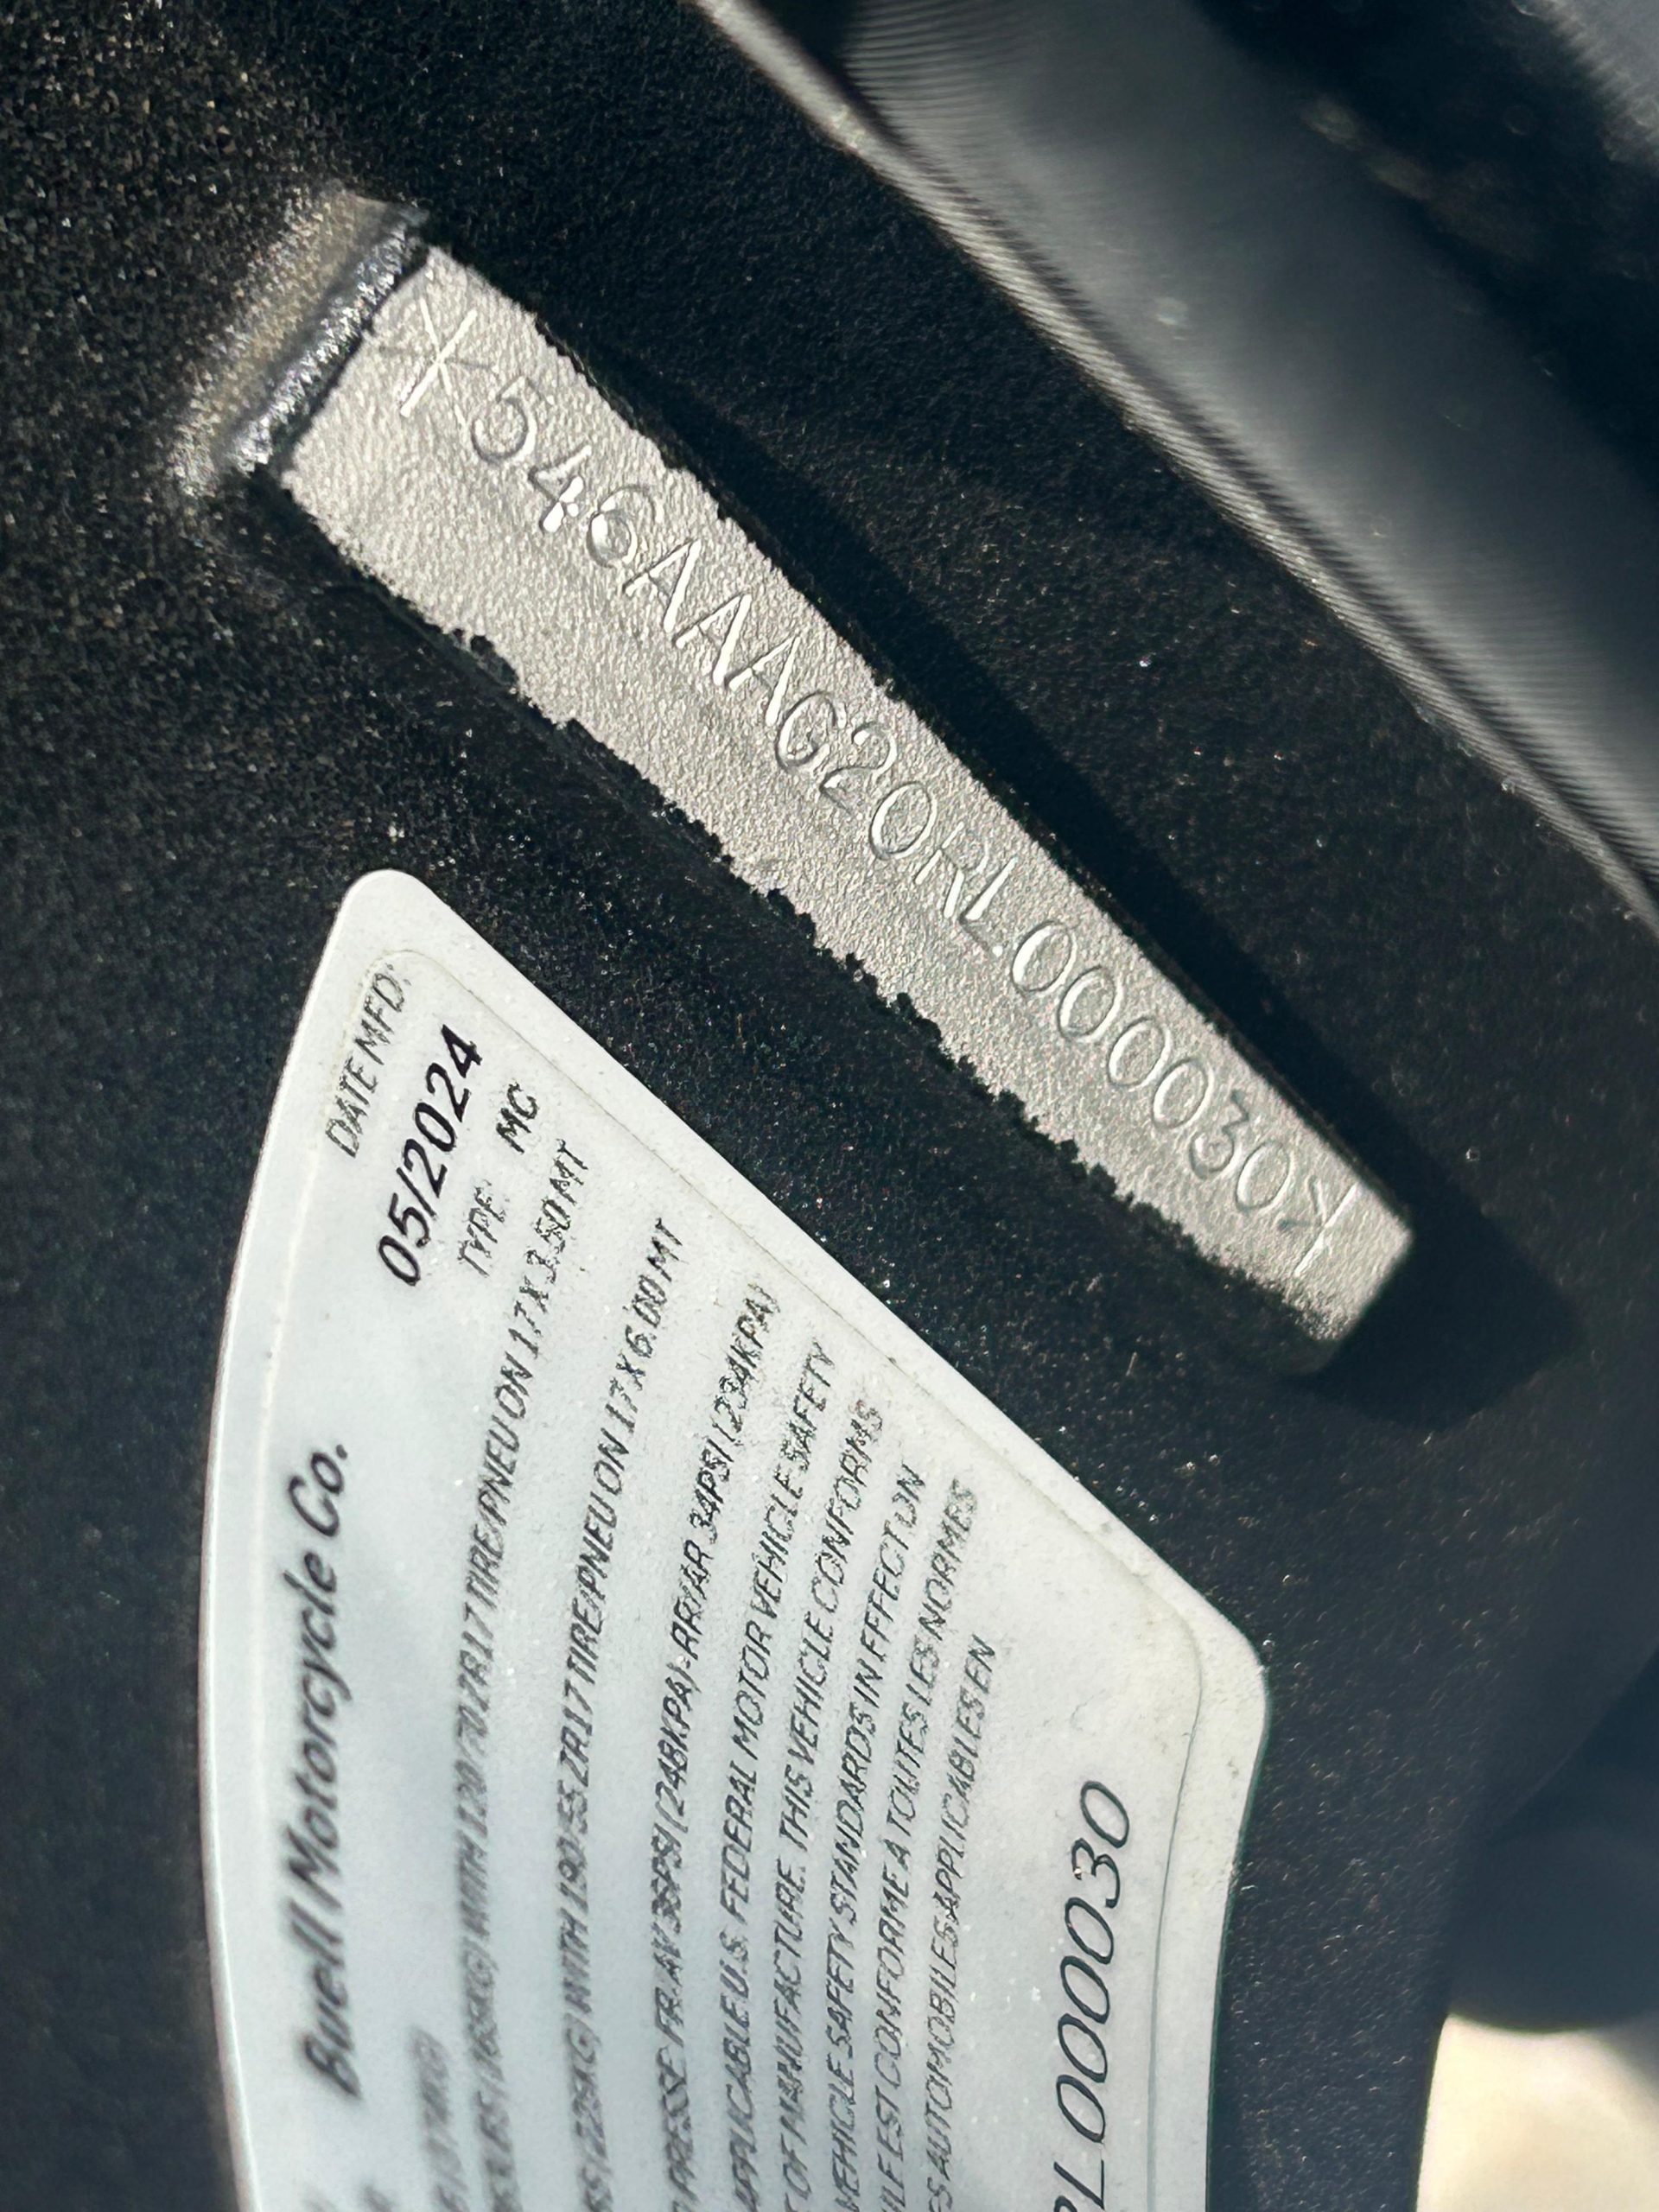 *546AAAG20RL000030*
DATE MFD:
Buell Motorcycle Co. 05/2024
TYPE: MC
WITH 120/70 ZR17 TIRE/PNEU ON 17 X 3.50 MT
WITH 190/55 ZR17 TIRE/PNEU ON 17 X 6.00 MT
FR/AV 36PSI (248KPA)-RR/AR 34PSI (234KPA)
APPLICABLE U.S. FEDERAL MOTOR VEHICLE SAFETY
OF MANUFACTURE. THIS VEHICLE CONFORMS
VEHICLE SAFETY STANDARDS IN EFFECT ON
EST CONFORME A TOUTES LES NORMES
AUTOMOBILES APPLICABLES EN
RL000030